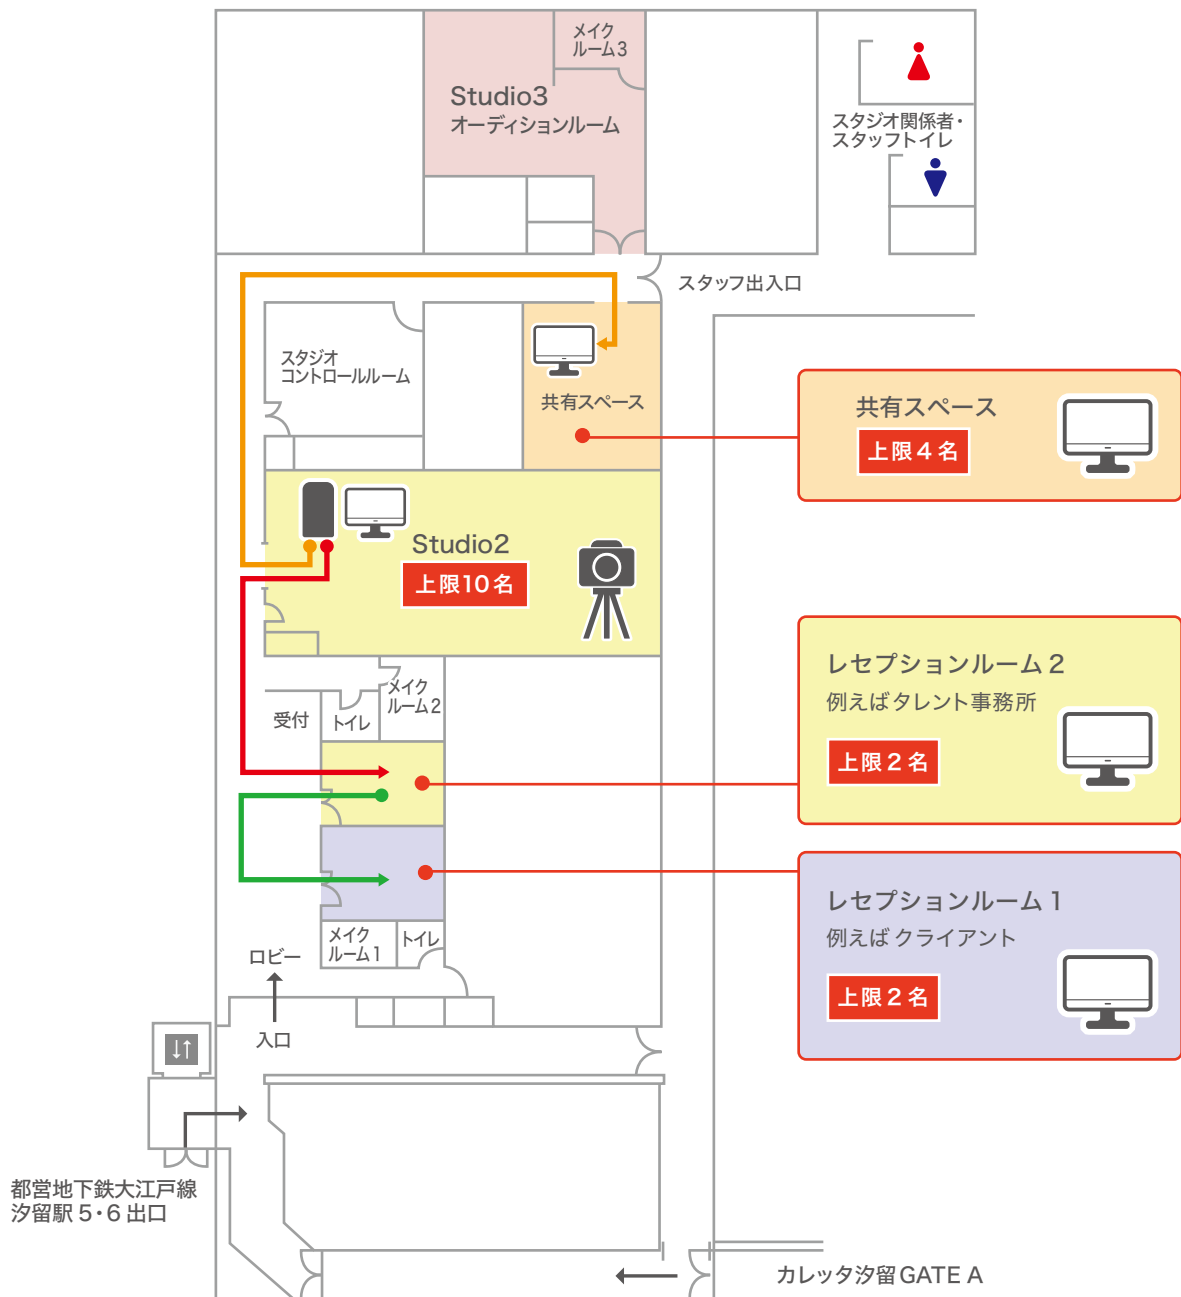 メイク
ルーム3
Studio3
オーディションルーム
スタジオ関係者・
スタッフトイレ
スタッフ出入口
スタジオ
コントロールルーム
共有スペース
共有スペース
上限4名
Studio2
上限10名
レセプションルーム 2
例えばタレント事務所
上限2名
メイク
ルーム2
受付
トイレ
レセプションルーム 1
例えばクライアント
上限2名
メイク
ルーム1
トイレ
ロビー
入口
都営地下鉄大江戸線
汐留駅 5・6 出口
カレッタ汐留GATE A